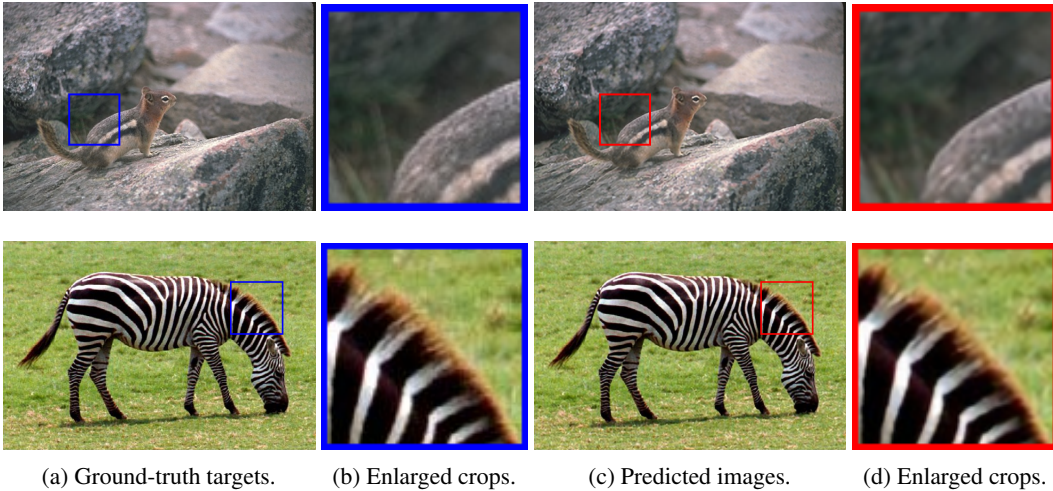 (a) Ground-truth targets.
(b) Enlarged crops.
(c) Predicted images.
(d) Enlarged crops.